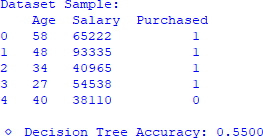 Dataset Sample:
Age Salary Purchased
0 58 65222 1
1 48 93335 1
2 34 40965 1
3 27 54538 1
4 40 38110 0
⋄ Decision Tree Accuracy: 0.5500